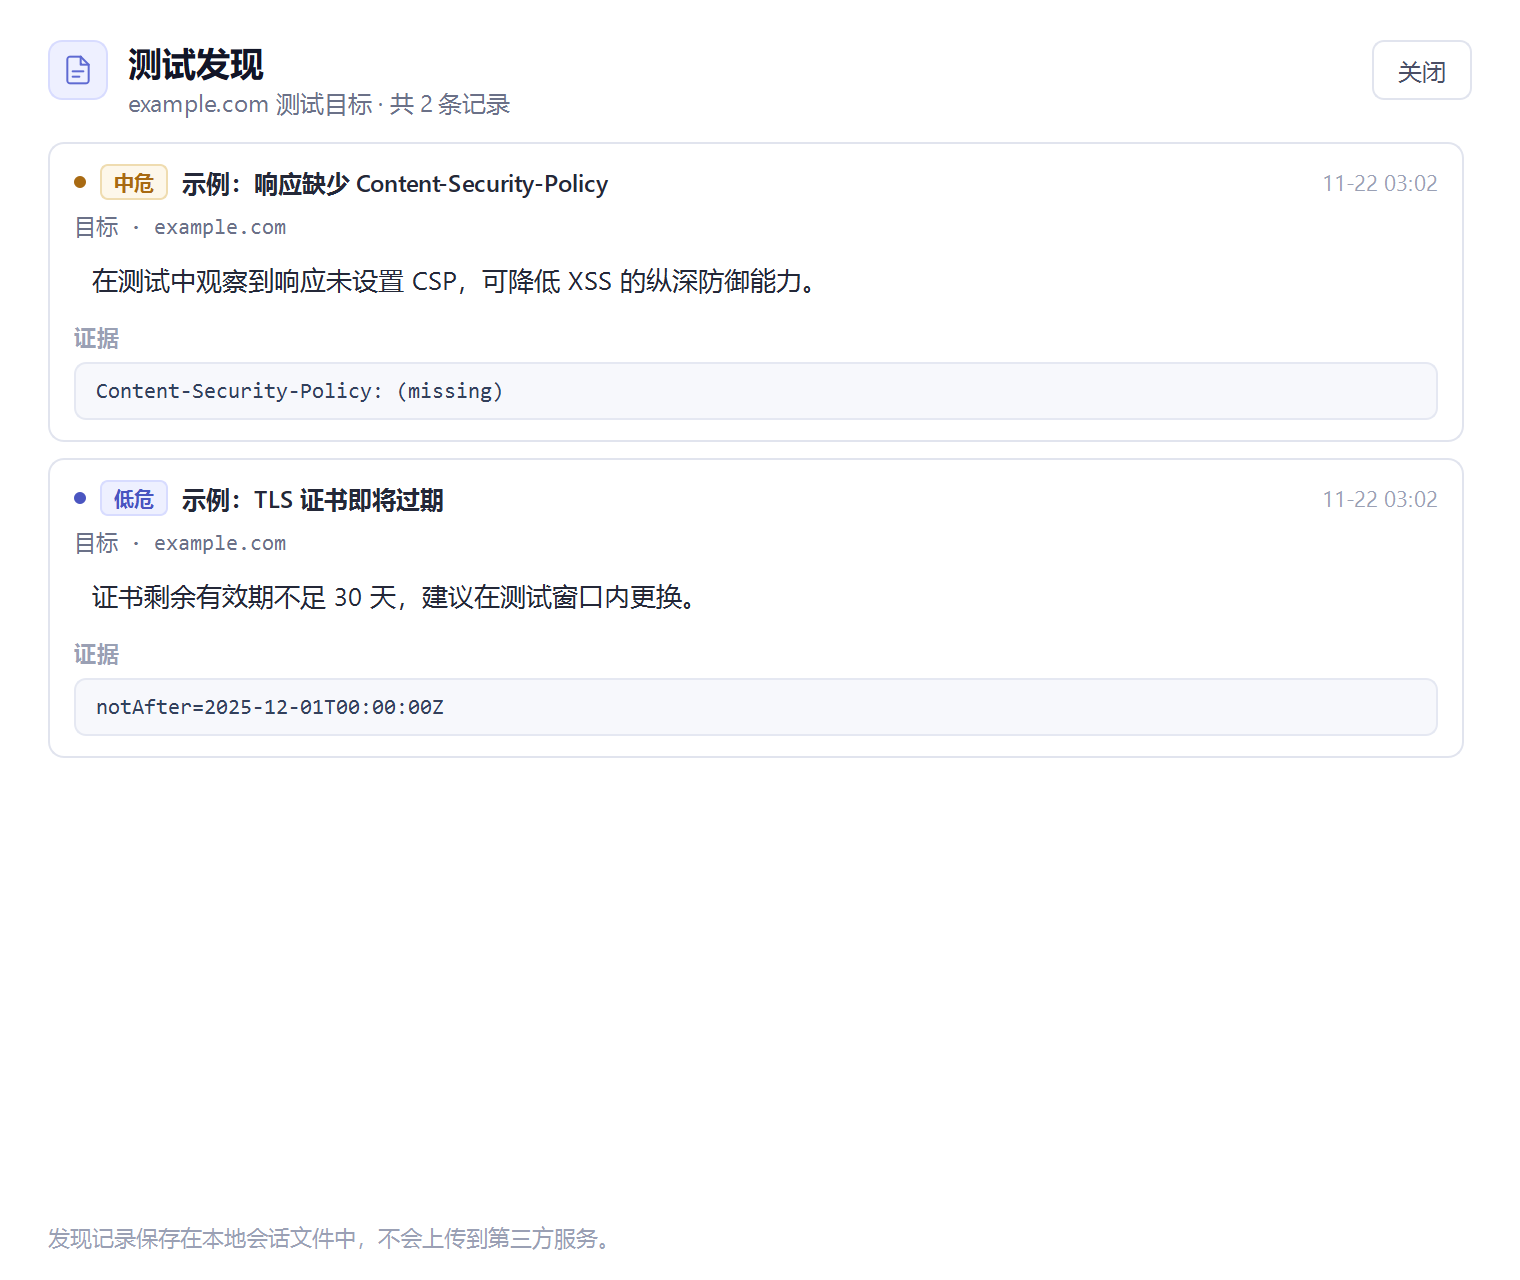 测试发现
关闭
example.com 测试目标 · 共 2 条记录
中危 示例：响应缺少 Content-Security-Policy 11-22 03:02
目标 · example.com
在测试中观察到响应未设置 CSP，可降低 XSS 的纵深防御能力。
证据
Content-Security-Policy: (missing)
低危 示例：TLS 证书即将过期 11-22 03:02
目标 · example.com
证书剩余有效期不足 30 天，建议在测试窗口内更换。
证据
notAfter=2025-12-01T00:00:00Z
发现记录保存在本地会话文件中，不会上传到第三方服务。